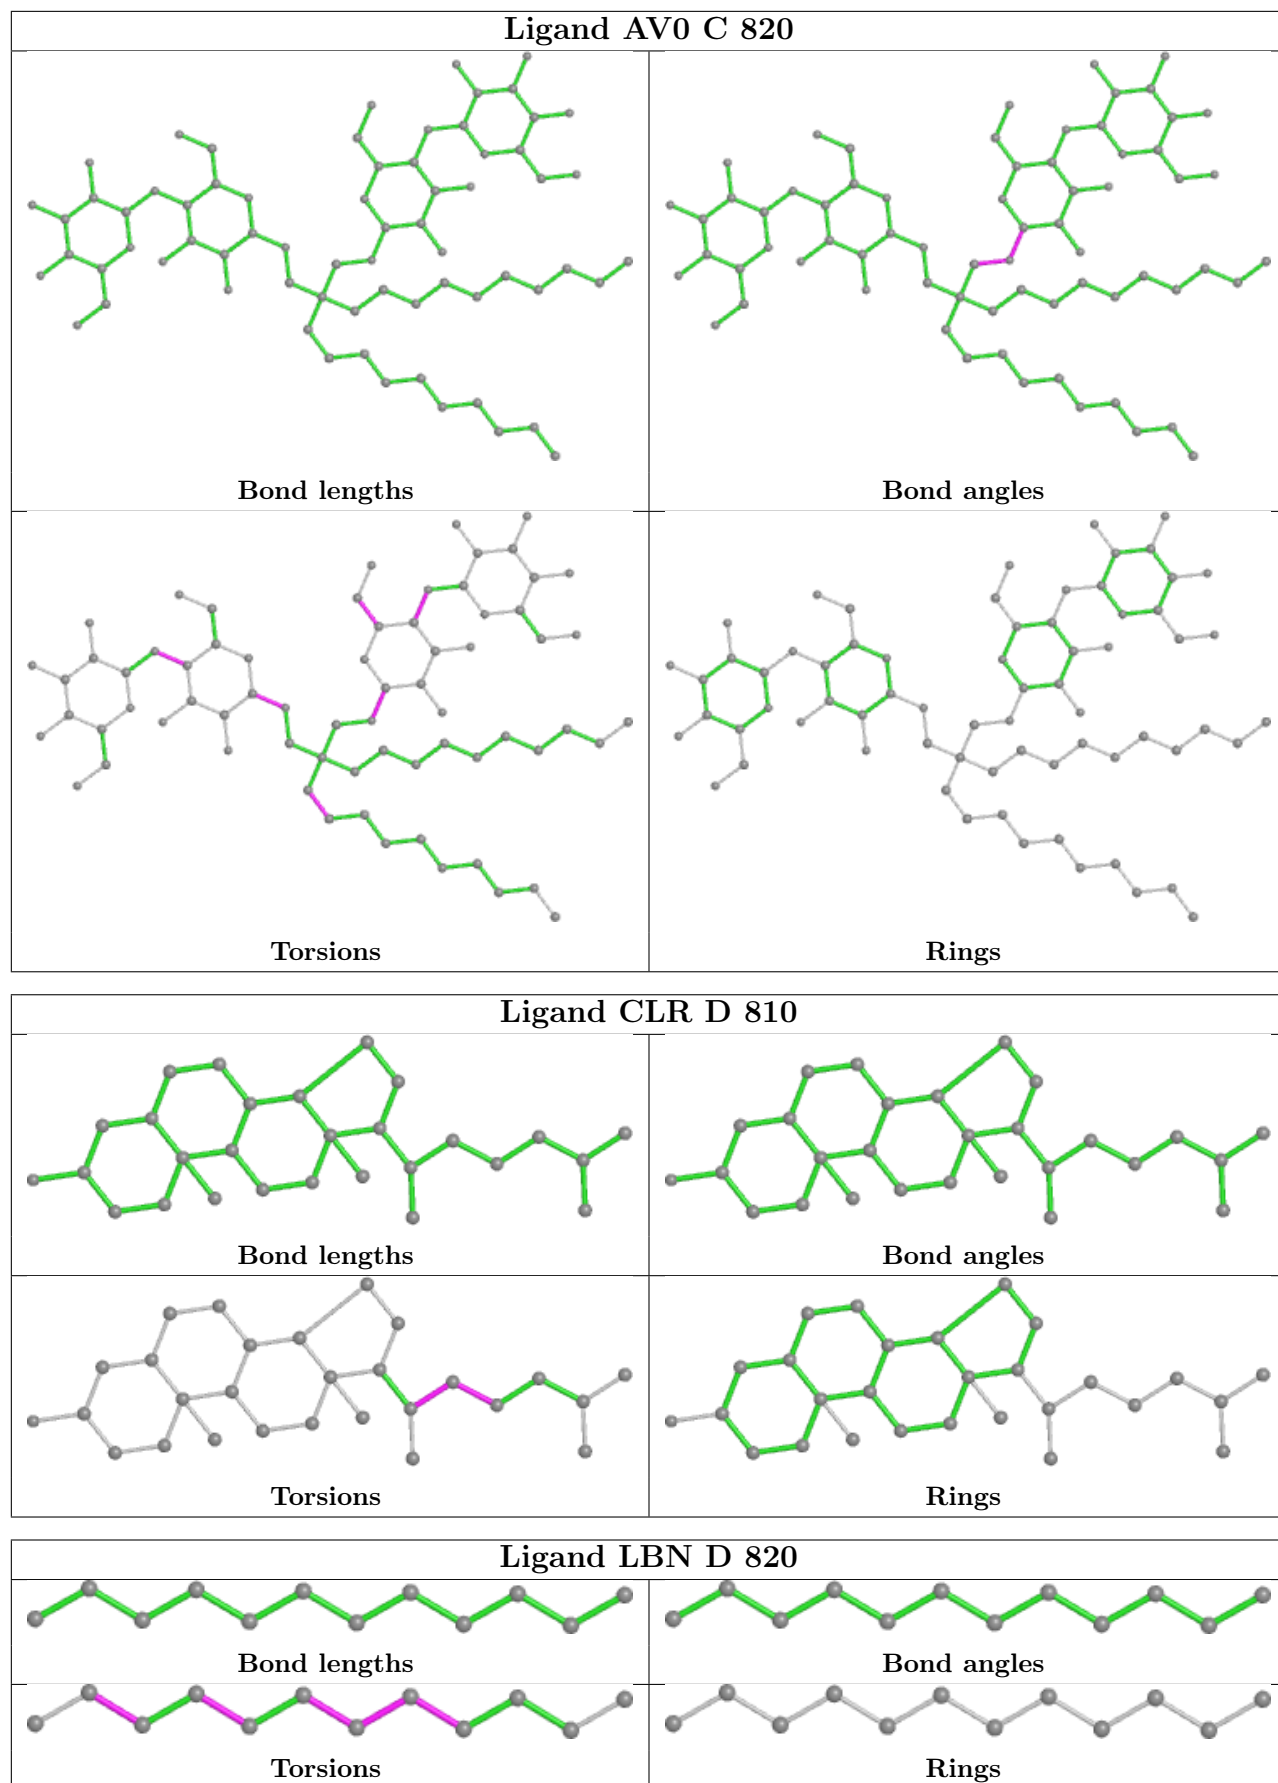 Ligand AV0 C 820
Bond lengths
Bond angles
Torsions
Rings
Ligand CLR D 810
Bond lengths
Bond angles
Torsions
Rings
Ligand LBN D 820
Bond lengths
Bond angles
Torsions
Rings